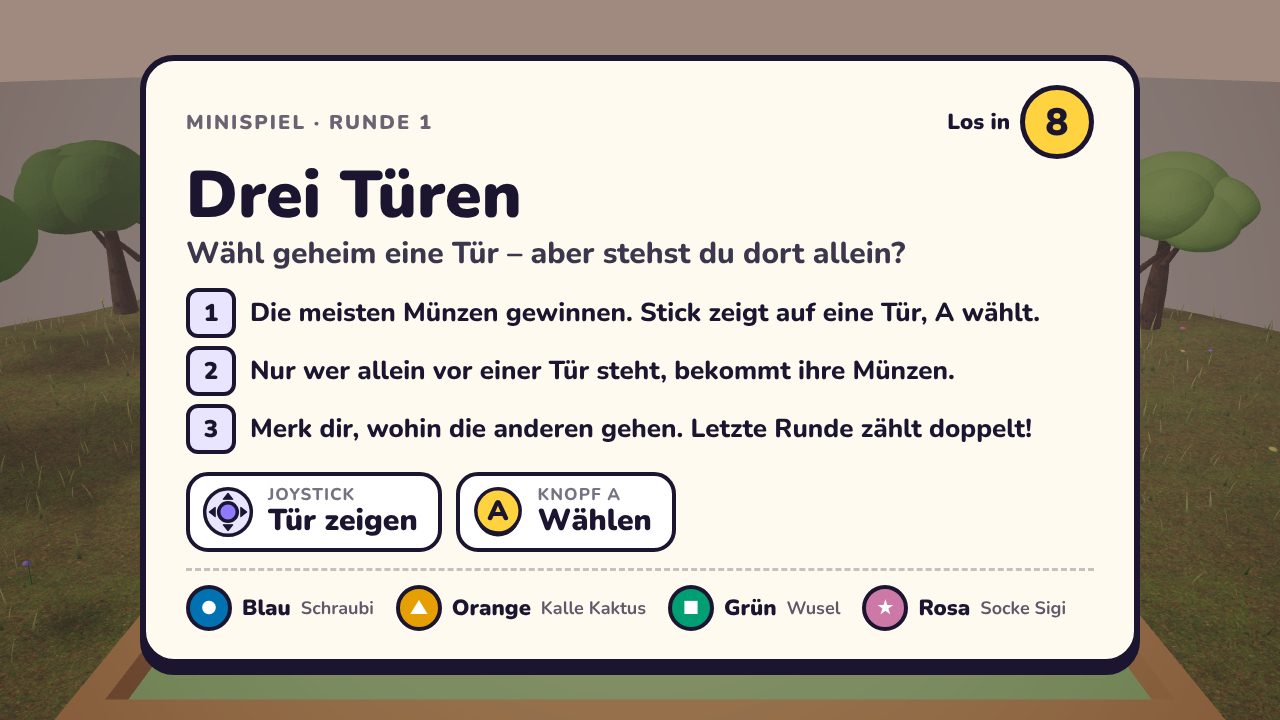 MINISPIEL · RUNDE 1
Los in 8
Drei Türen
Wähl geheim eine Tür – aber stehst du dort allein?
1 Die meisten Münzen gewinnen. Stick zeigt auf eine Tür, A wählt.
2 Nur wer allein vor einer Tür steht, bekommt ihre Münzen.
3 Merk dir, wohin die anderen gehen. Letzte Runde zählt doppelt!
JOYSTICK
Tür zeigen
A
KNOPF A
Wählen
Blau Schraubi
Orange Kalle Kaktus
Grün Wusel
Rosa Socke Sigi